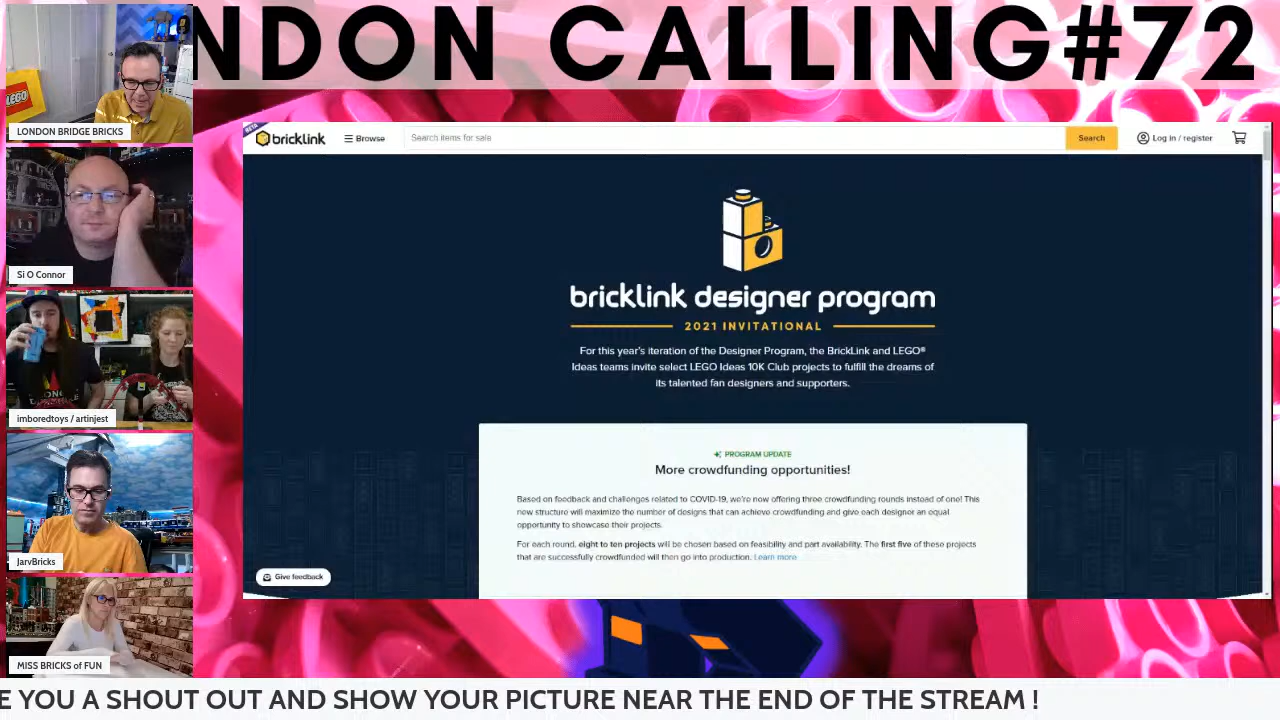 NDON CALLING#72
LEGO
LONDON BRIDGE BRICKS
Si O Connor
imboredtoys / artinjest
JarvBricks
MISS BRICKS of FUN
BETA
bricklink
Browse
Search items for sale
Search
Log in / register
bricklink designer program
2021 INVITATIONAL
For this year's iteration of the Designer Program, the BrickLink and LEGO®
Ideas teams invite select LEGO Ideas 10K Club projects to fulfill the dreams of
its talented fan designers and supporters.
PROGRAM UPDATE
More crowdfunding opportunities!
Based on feedback and challenges related to COVID-19, we're now offering three crowdfunding rounds instead of one! This
new structure will maximize the number of designs that can achieve crowdfunding and give each designer an equal
opportunity to showcase their projects.
For each round, eight to ten projects will be chosen based on feasibility and part availability. The first five of these projects
that are successfully crowdfunded will then go into production. Learn more
Give feedback
E YOU A SHOUT OUT AND SHOW YOUR PICTURE NEAR THE END OF THE STREAM !